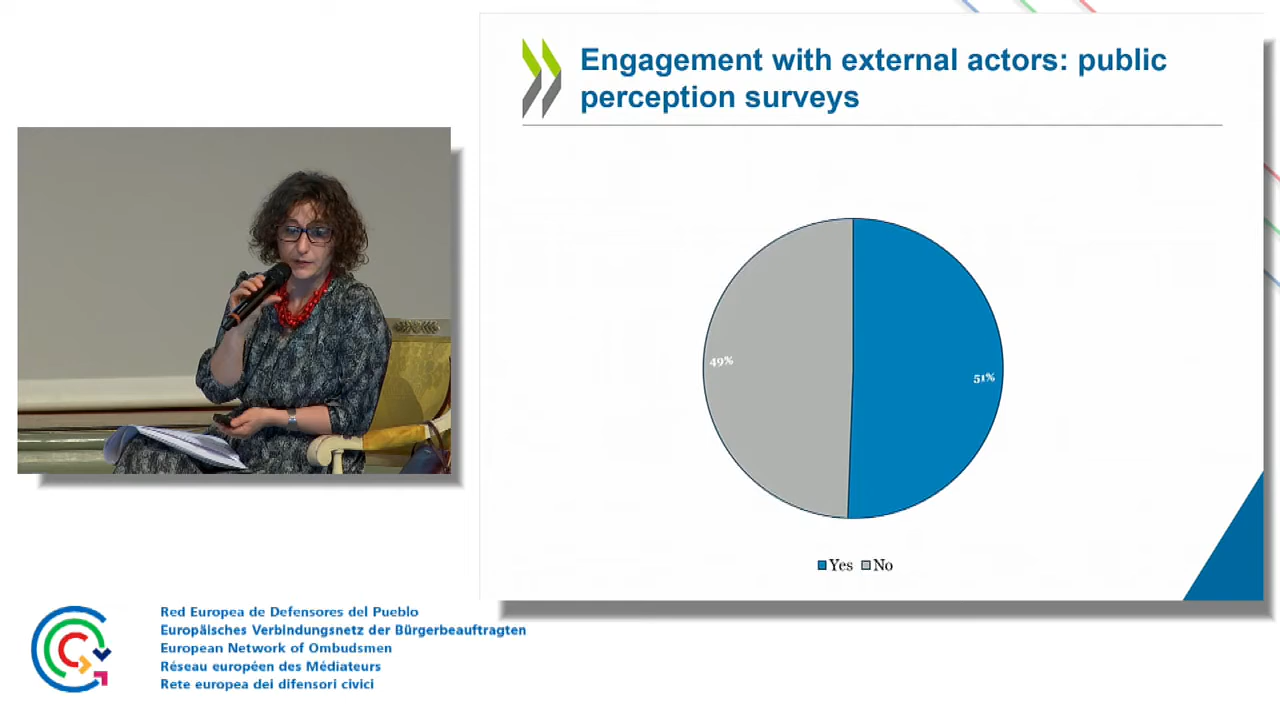 Engagement with external actors: public
perception surveys
49%
51%
Yes No
Red Europea de Defensores del Pueblo
Europäisches Verbindungsnetz der Bürgerbeauftragten
European Network of Ombudsmen
Réseau européen des Médiateurs
Rete europea dei difensori civici